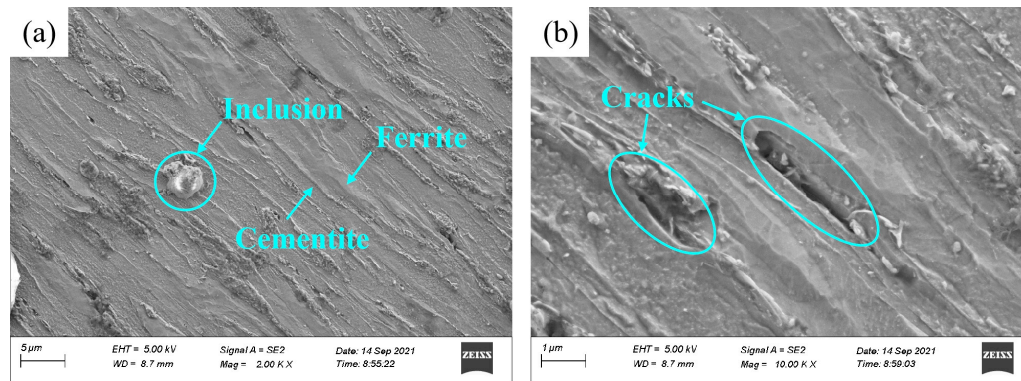 (a)
Inclusion
Ferrite
Cementite
5 µm
EHT = 5.00 kV
WD = 8.7 mm
Signal A = SE2
Mag = 2.00 K X
Date: 14 Sep 2021
Time: 8:55:22
ZEISS
(b)
Cracks
1 µm
EHT = 5.00 kV
WD = 8.7 mm
Signal A = SE2
Mag = 10.00 K X
Date: 14 Sep 2021
Time: 8:59:03
ZEISS